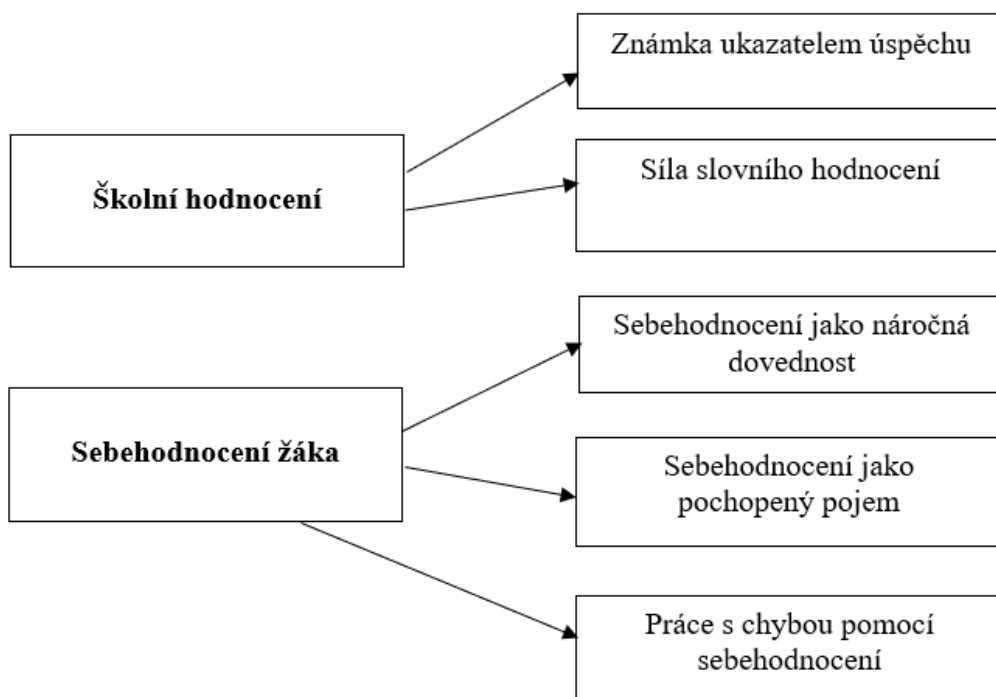 Známka ukazatelem úspěchu
Školní hodnocení
Síla slovního hodnocení
Sebehodnocení jako náročná
dovednost
Sebehodnocení žáka
Sebehodnocení jako
pochopený pojem
Práce s chybou pomocí
sebehodnocení